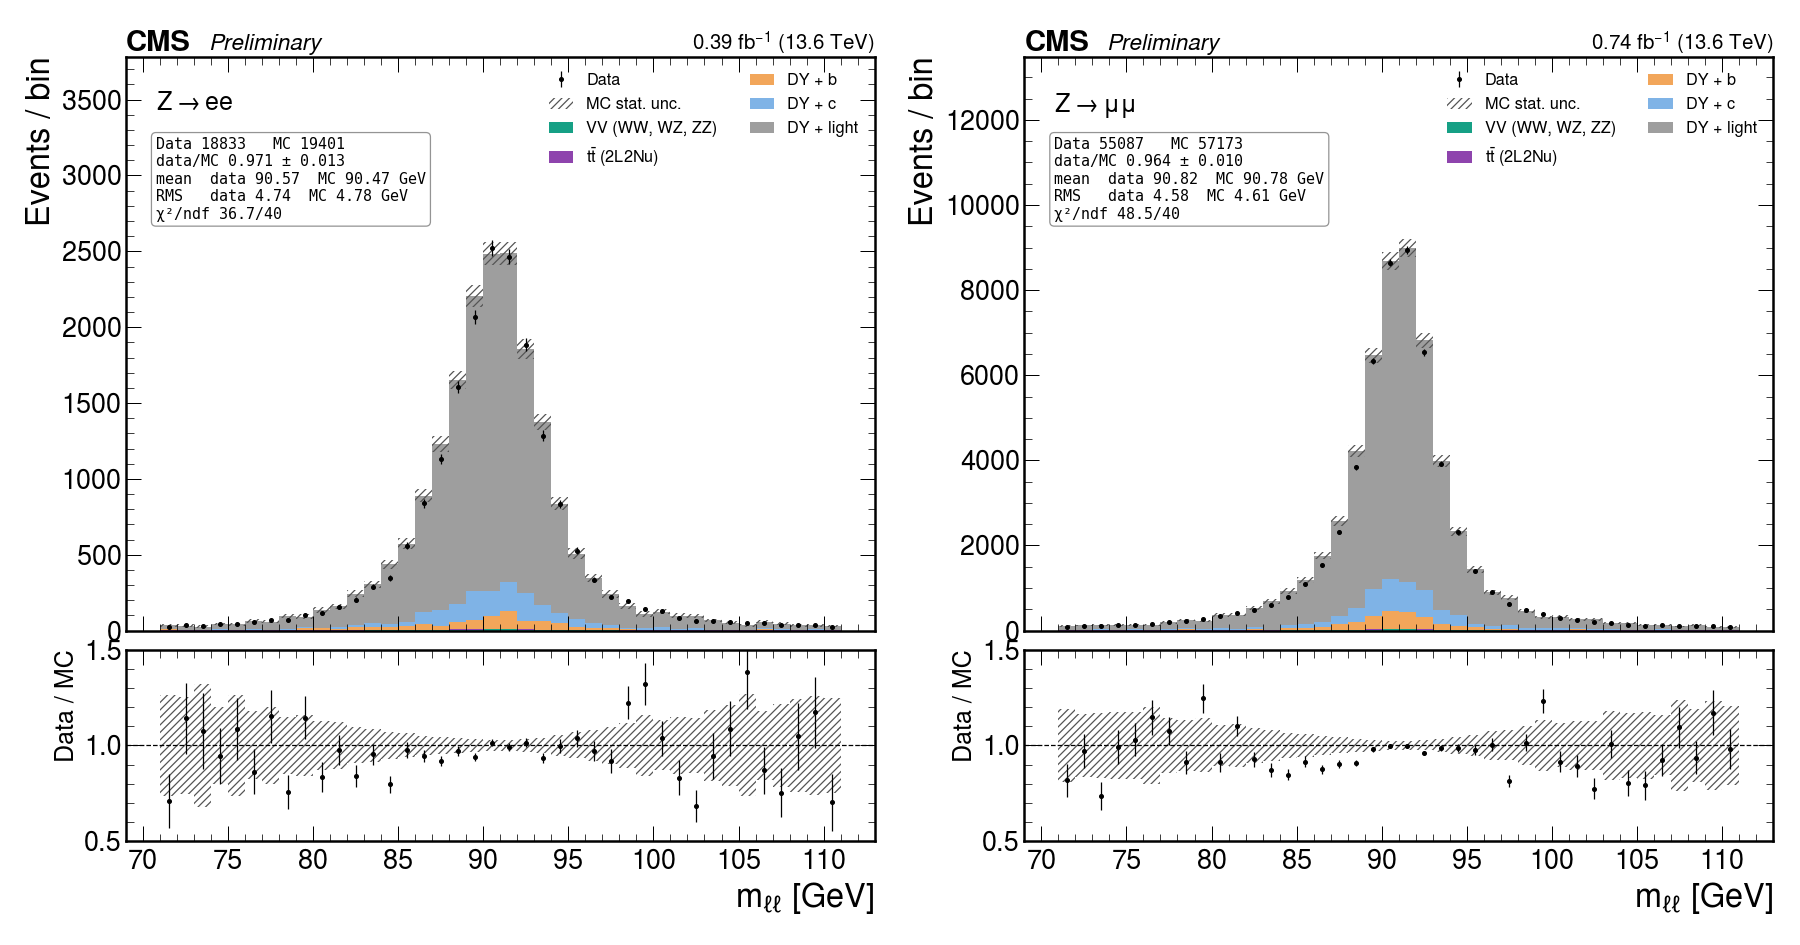 CMS Preliminary 0.39 fb⁻¹ (13.6 TeV)
Events / bin
3500
3000
2500
2000
1500
1000
500
0
Z → ee
Data
MC stat. unc.
VV (WW, WZ, ZZ)
tt̄ (2L2Nu)
DY + b
DY + c
DY + light
Data 18833 MC 19401
data/MC 0.971 ± 0.013
mean data 90.57 MC 90.47 GeV
RMS data 4.74 MC 4.78 GeV
χ²/ndf 36.7/40
Data / MC
1.5
1.0
0.5
70 75 80 85 90 95 100 105 110
mℓℓ [GeV]
CMS Preliminary 0.74 fb⁻¹ (13.6 TeV)
Events / bin
12000
10000
8000
6000
4000
2000
0
Z → μμ
Data
MC stat. unc.
VV (WW, WZ, ZZ)
tt̄ (2L2Nu)
DY + b
DY + c
DY + light
Data 55087 MC 57173
data/MC 0.964 ± 0.010
mean data 90.82 MC 90.78 GeV
RMS data 4.58 MC 4.61 GeV
χ²/ndf 48.5/40
Data / MC
1.5
1.0
0.5
70 75 80 85 90 95 100 105 110
mℓℓ [GeV]